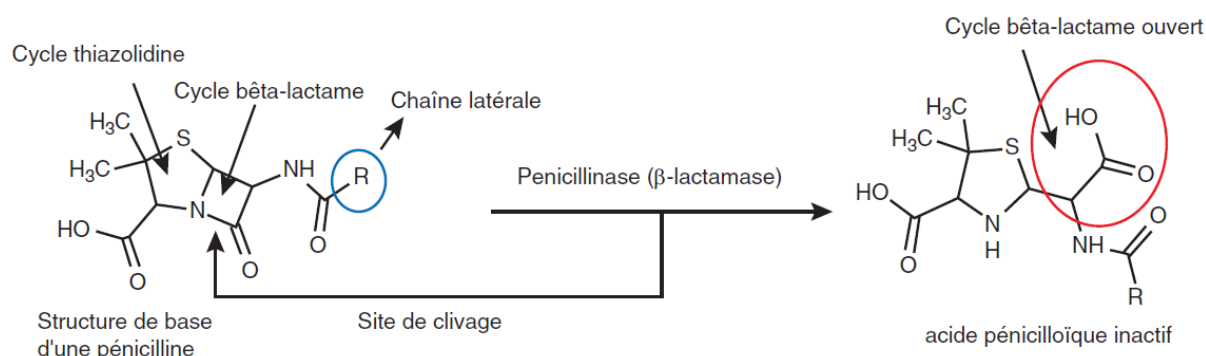 Cycle thiazolidine
Cycle bêta-lactame
Chaîne latérale
H₃C
H₃C
S
NH
R
N
HO
O
O
O
Structure de base
d'une pénicilline
Penicillinase (β-lactamase)
Site de clivage
Cycle bêta-lactame ouvert
HO
O
H₃C
H₃C
S
HO
O
N
H
NH
O
R
acide pénicilloïque inactif